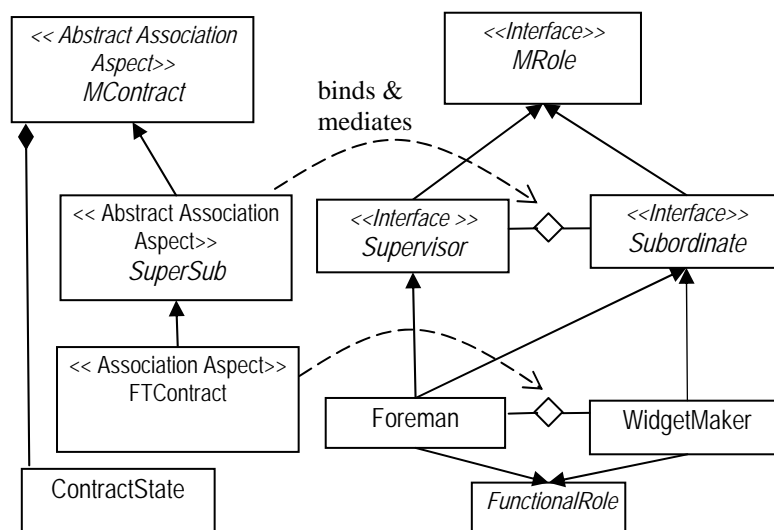 << Abstract Association
Aspect>>
MContract
<<Interface>>
MRole
binds &
mediates
<< Abstract Association
Aspect>>
SuperSub
<<Interface >>
Supervisor
<<Interface>>
Subordinate
<< Association Aspect>>
FTContract
Foreman
WidgetMaker
ContractState
FunctionalRole